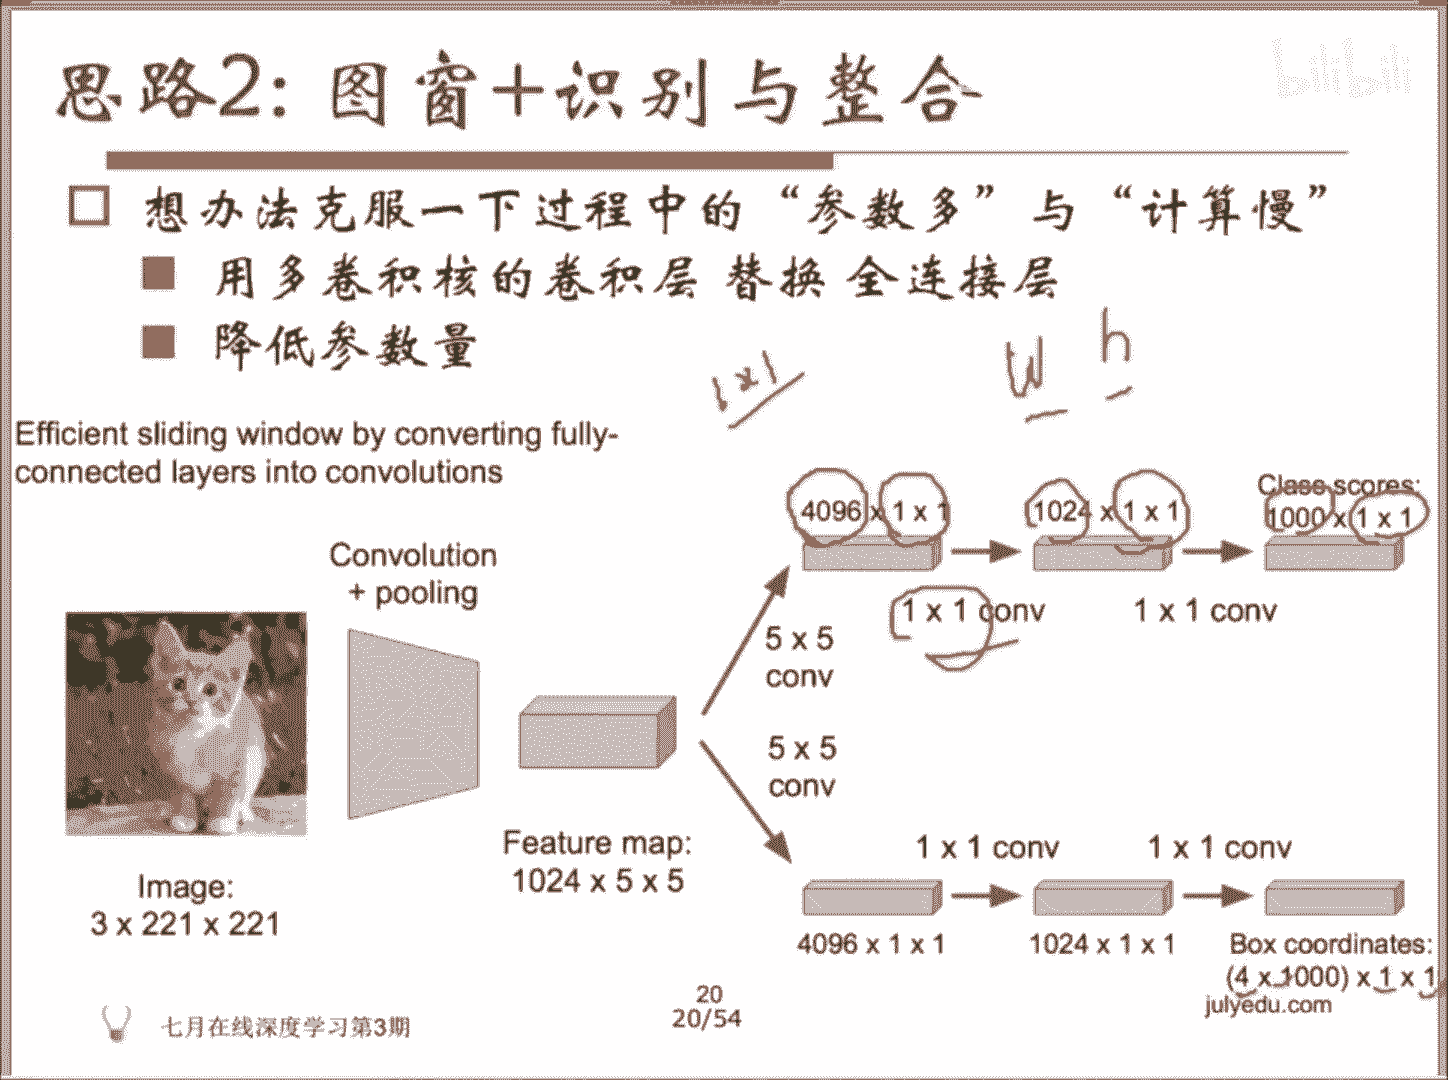 bilibili
思路2: 图窗+识别与整合
想办法克服一下过程中的“参数多”与“计算慢”
用多卷积核的卷积层 替换 全连接层
降低参数量
1x1
W h
Efficient sliding window by converting fully-
connected layers into convolutions
Convolution
+ pooling
Image:
3 x 221 x 221
Feature map:
1024 x 5 x 5
5 x 5
conv
4096 x 1 x 1
1 x 1 conv
1024 x 1 x 1
1 x 1 conv
Class scores:
1000 x 1 x 1
5 x 5
conv
4096 x 1 x 1
1 x 1 conv
1024 x 1 x 1
1 x 1 conv
Box coordinates:
(4 x 1000) x 1 x 1
七月在线深度学习第3期
20
20/54
julyedu.com